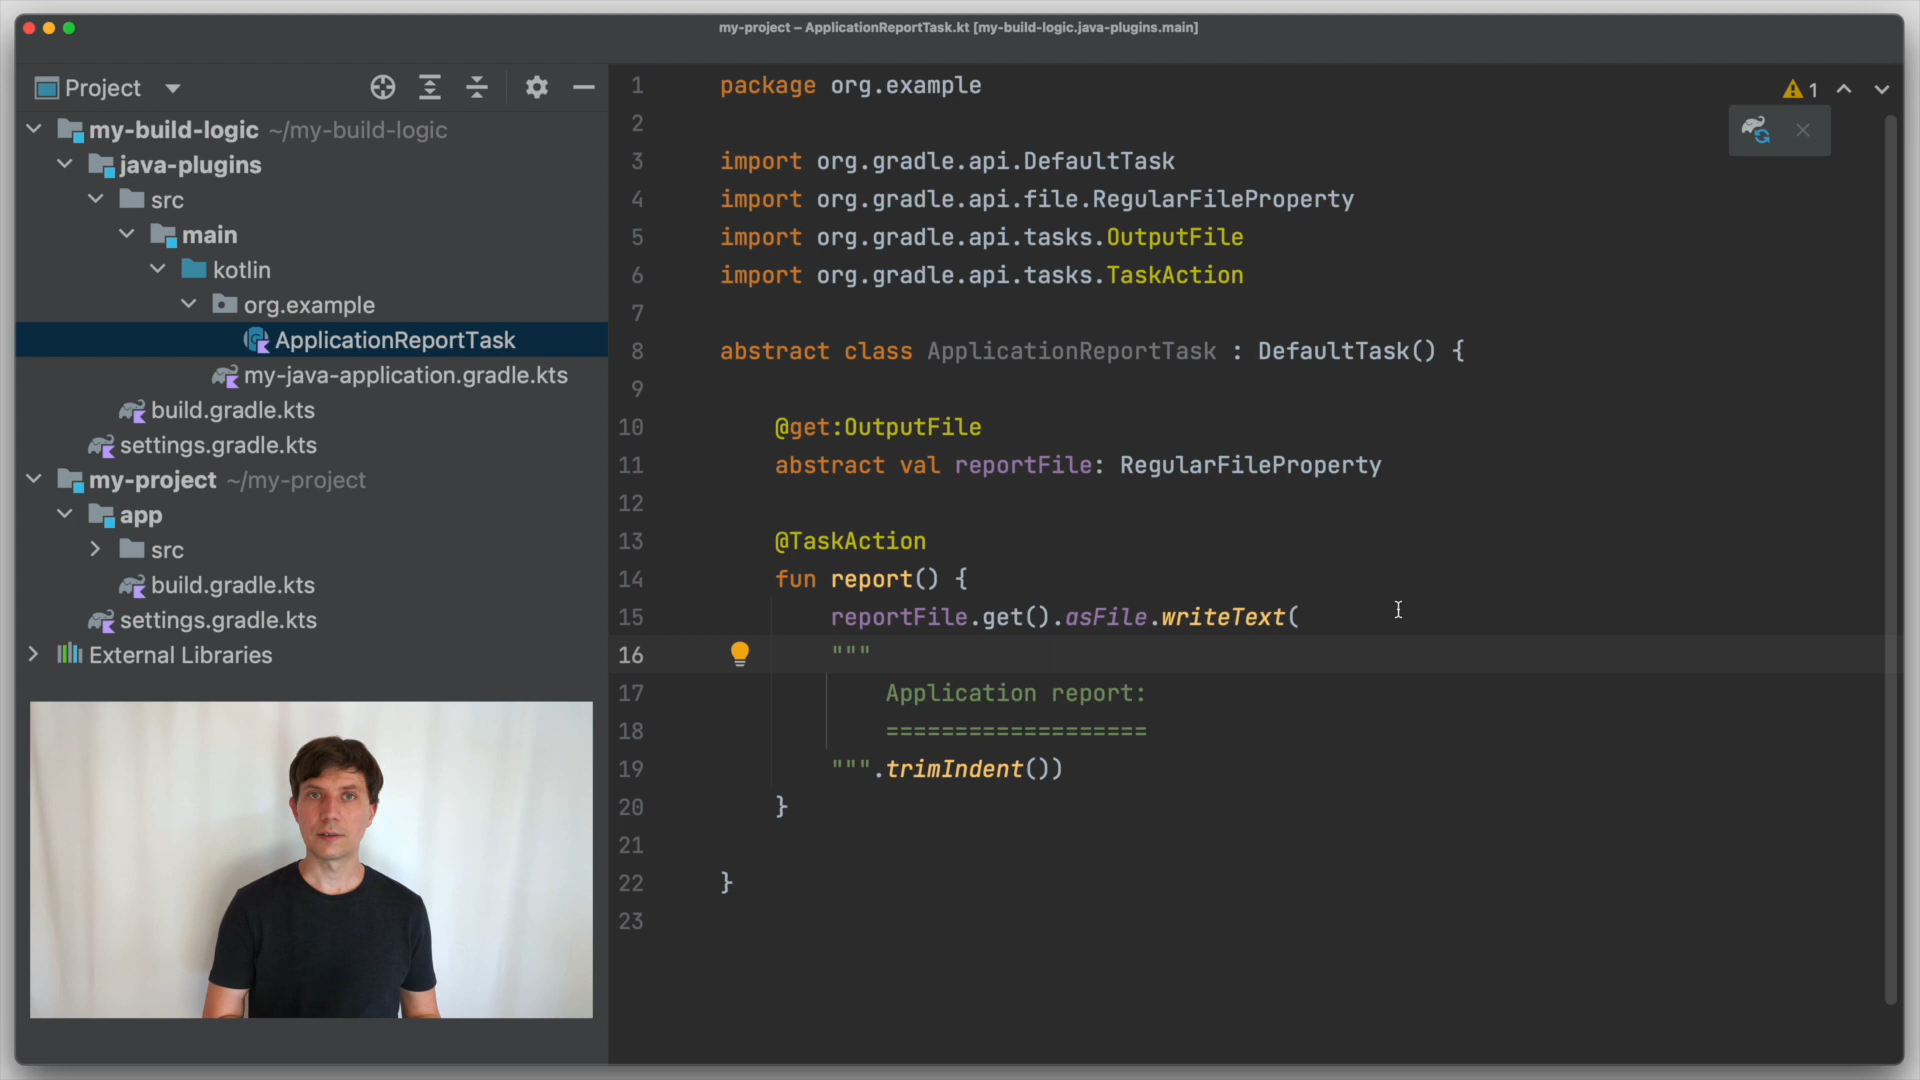 my-project – ApplicationReportTask.kt [my-build-logic.java-plugins.main]
Project
my-build-logic ~/my-build-logic
java-plugins
src
main
kotlin
org.example
ApplicationReportTask
my-java-application.gradle.kts
build.gradle.kts
settings.gradle.kts
my-project ~/my-project
app
src
build.gradle.kts
settings.gradle.kts
External Libraries
1
1 package org.example
2
3 import org.gradle.api.DefaultTask
4 import org.gradle.api.file.RegularFileProperty
5 import org.gradle.api.tasks.OutputFile
6 import org.gradle.api.tasks.TaskAction
7
8 abstract class ApplicationReportTask : DefaultTask() {
9
10 @get:OutputFile
11 abstract val reportFile: RegularFileProperty
12
13 @TaskAction
14 fun report() {
15 reportFile.get().asFile.writeText(
16 """
17 Application report:
18 ===================
19 """.trimIndent())
20 }
21
22 }
23